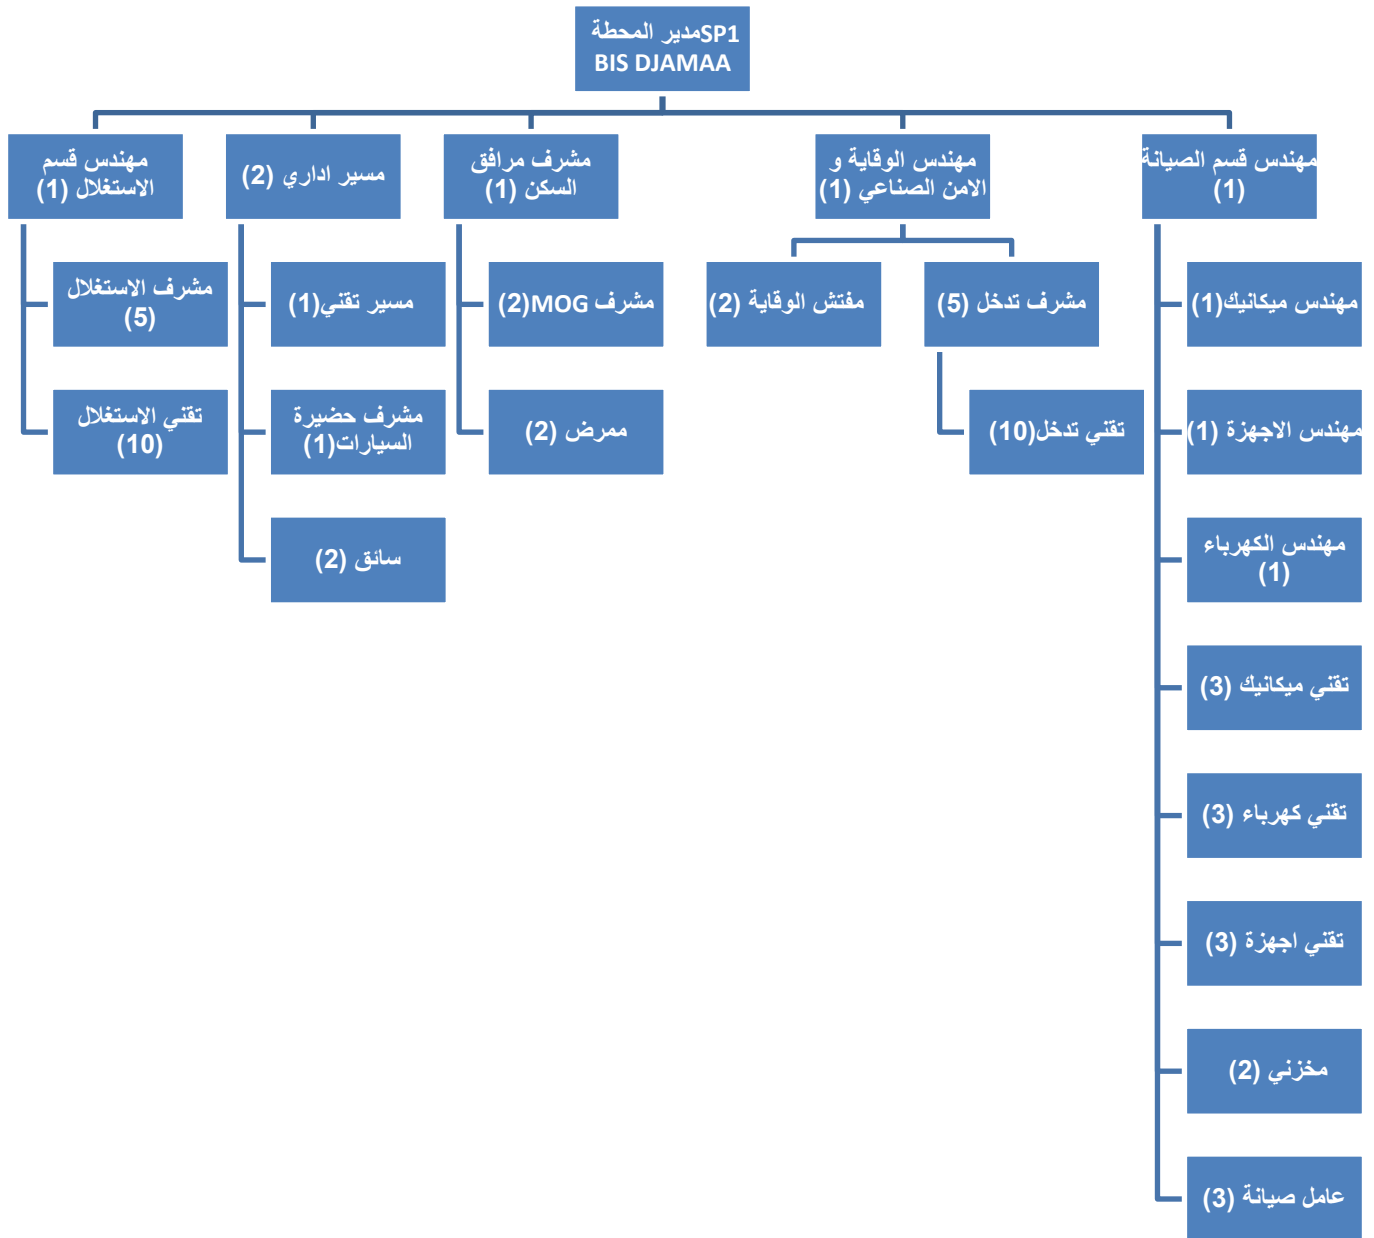 مدير المحطةSP1
BIS DJAMAA
مهندس قسم الصيانة
(1)
مهندس الوقاية و
الامن الصناعي (1)
مشرف مرافق
السكن (1)
مسير اداري (2)
مهندس قسم
الاستغلال (1)
مهندس ميكانيك(1)
مشرف تدخل (5)
مفتش الوقاية (2)
مشرف MOG(2)
مسير تقني(1)
مشرف الاستغلال
(5)
مهندس الاجهزة (1)
تقني تدخل(10)
ممرض (2)
مشرف حضيرة
السيارات(1)
تقني الاستغلال
(10)
مهندس الكهرباء
(1)
سائق (2)
تقني ميكانيك (3)
تقني كهرباء (3)
تقني اجهزة (3)
مخزني (2)
عامل صيانة (3)